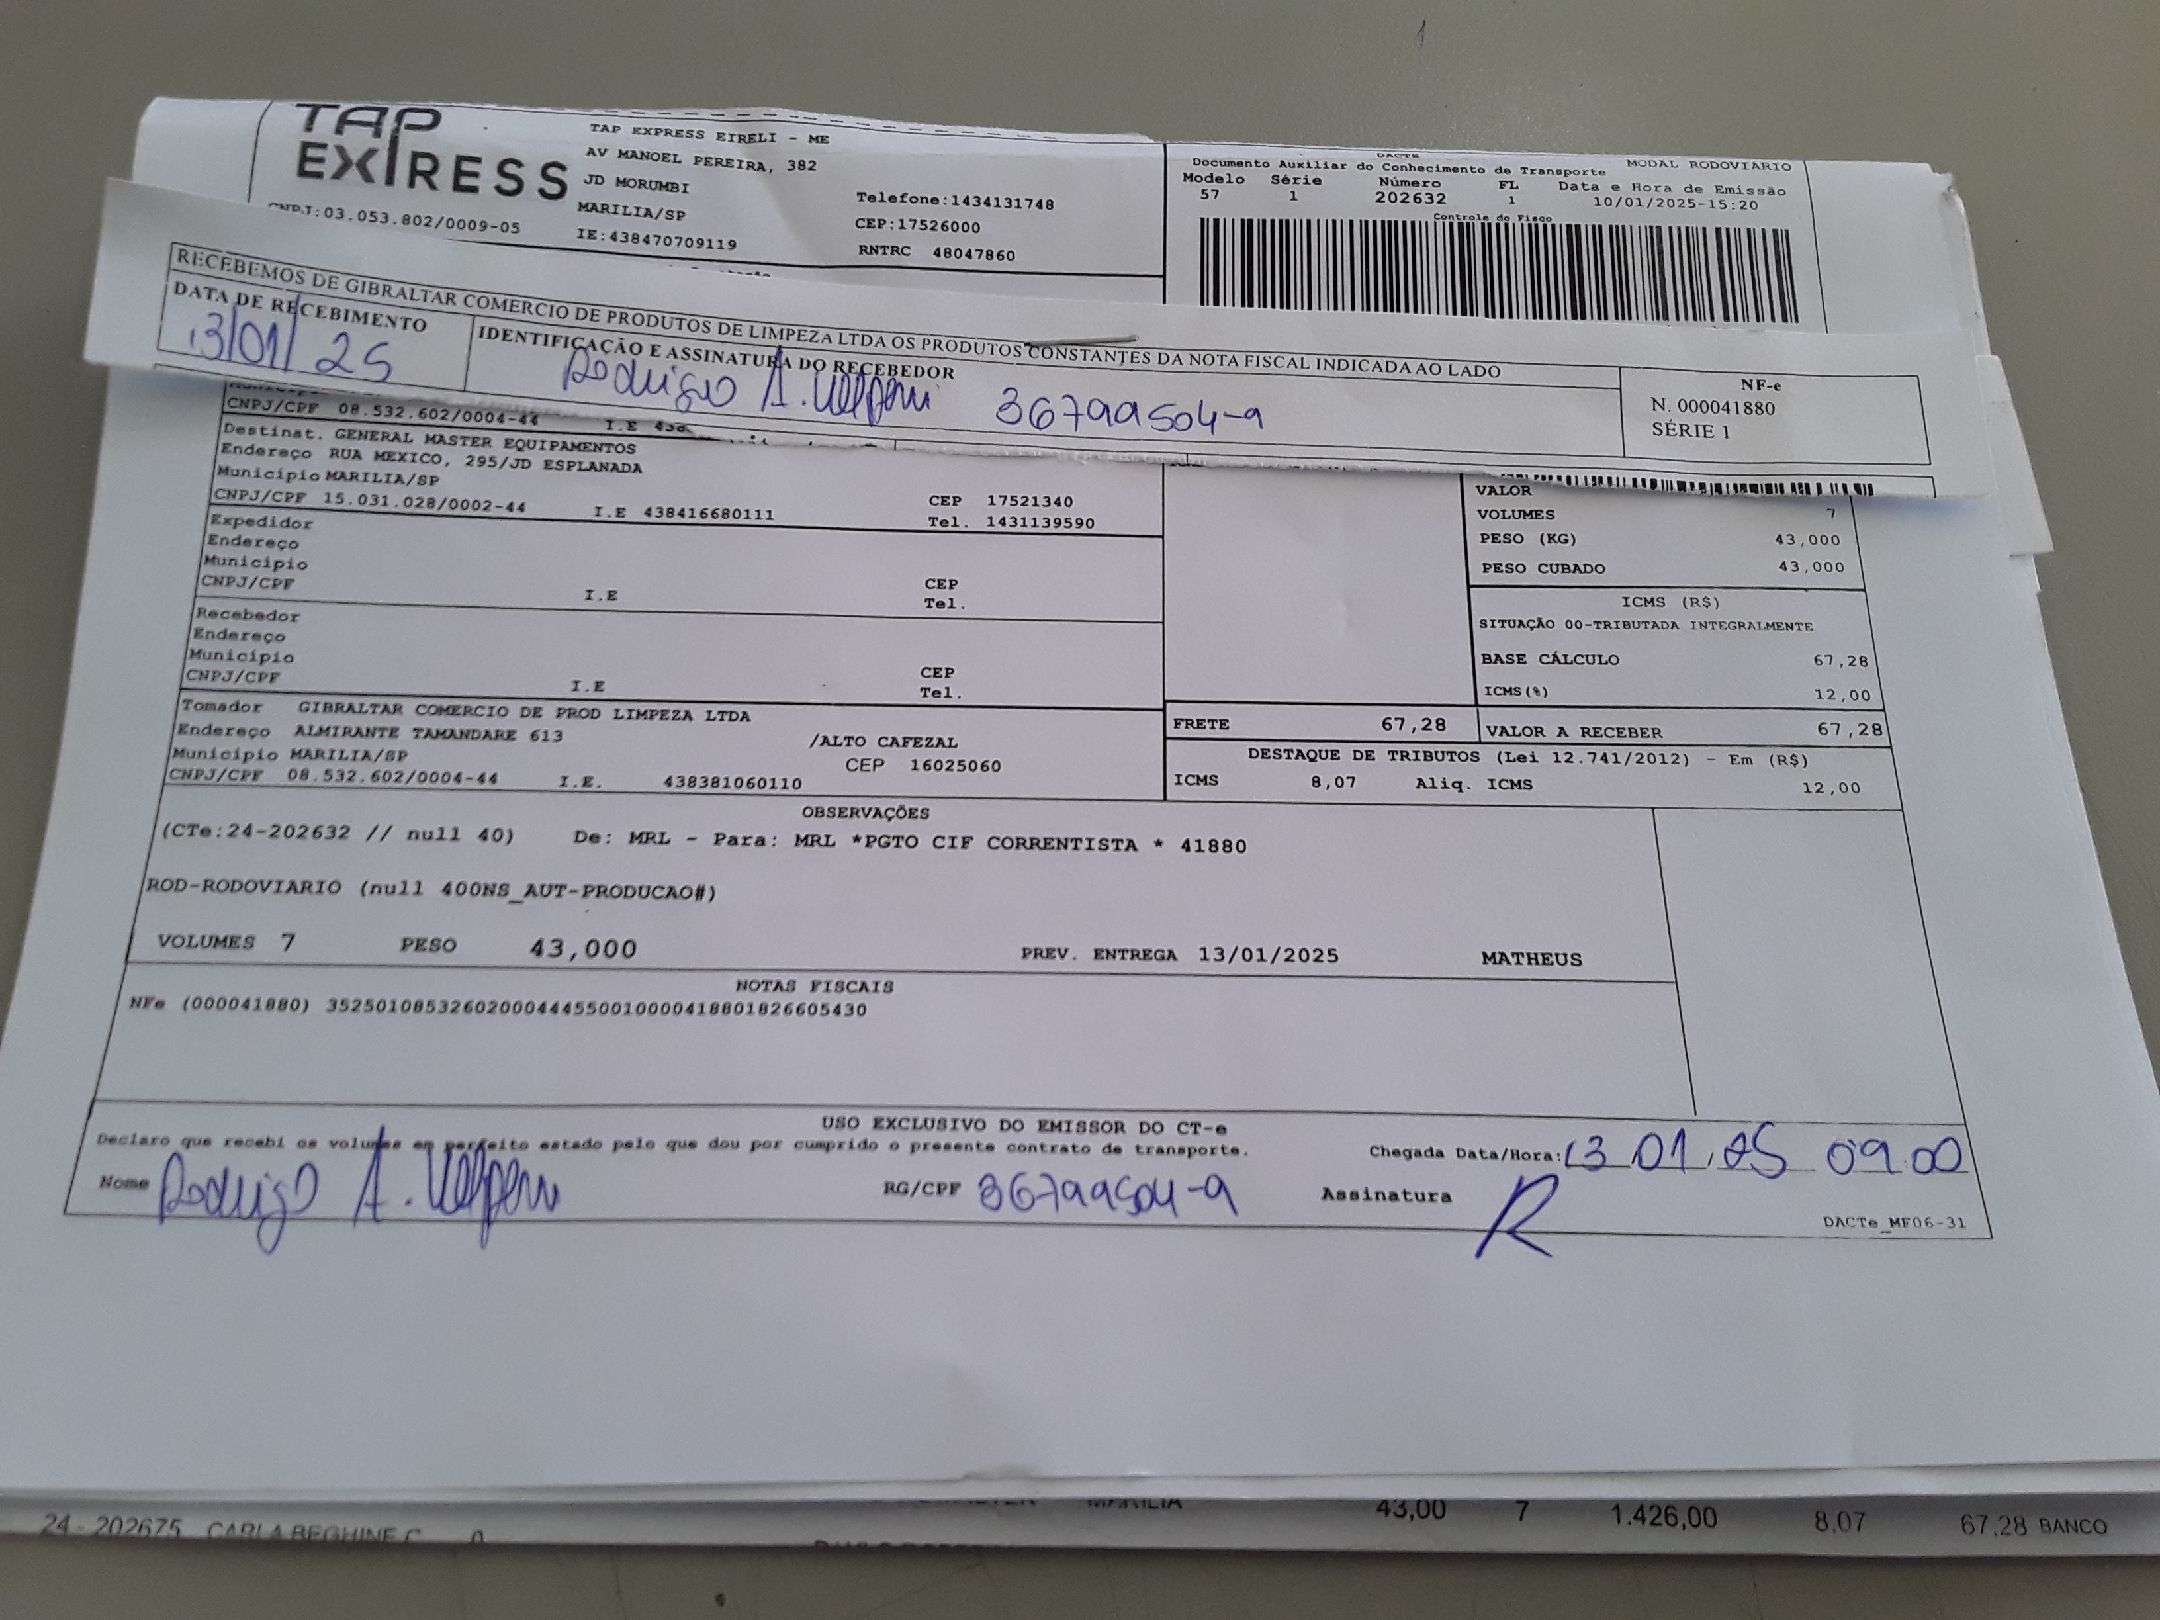 TAP EXPRESS
TAP EXPRESS EIRELI - ME
AV MANOEL PEREIRA, 382
JD MORUMBI
MARILIA/SP
CNPJ:03.053.802/0009-05
IE:438470709119
Telefone:1434131748
CEP:17526000
RNTRC 48047860
DACTE
Documento Auxiliar do Conhecimento de Transporte MODAL RODOVIARIO
Modelo Série Número FL Data e Hora de Emissão
57 1 202632 1 10/01/2025-15:20
Controle do Fisco
RECEBEMOS DE GIBRALTAR COMERCIO DE PRODUTOS DE LIMPEZA LTDA OS PRODUTOS CONSTANTES DA NOTA FISCAL INDICADA AO LADO
DATA DE RECEBIMENTO
13/01/25
IDENTIFICAÇÃO E ASSINATURA DO RECEBEDOR
Rodrigo A. 36799504-9
NF-e
N. 000041880
SÉRIE 1
CNPJ/CPF 08.532.602/0004-44 I.E
Destinat. GENERAL MASTER EQUIPAMENTOS
Endereço RUA MEXICO, 295/JD ESPLANADA
Município MARILIA/SP
CNPJ/CPF 15.031.028/0002-44 I.E 438416680111
CEP 17521340
Tel. 1431139590
Expedidor
Endereço
Município
CNPJ/CPF I.E
CEP
Tel.
Recebedor
Endereço
Município
CNPJ/CPF I.E
CEP
Tel.
Tomador GIBRALTAR COMERCIO DE PROD LIMPEZA LTDA
Endereço ALMIRANTE TAMANDARE 613 /ALTO CAFEZAL
Município MARILIA/SP CEP 16025060
CNPJ/CPF 08.532.602/0004-44 I.E. 438381060110
VALOR
VOLUMES 7
PESO (KG) 43,000
PESO CUBADO 43,000
ICMS (R$)
SITUAÇÃO 00-TRIBUTADA INTEGRALMENTE
BASE CÁLCULO 67,28
ICMS(%) 12,00
FRETE 67,28 VALOR A RECEBER 67,28
DESTAQUE DE TRIBUTOS (Lei 12.741/2012) - Em (R$)
ICMS 8,07 Aliq. ICMS 12,00
OBSERVAÇÕES
(CTe:24-202632 // null 40) De: MRL - Para: MRL *PGTO CIF CORRENTISTA * 41880
ROD-RODOVIARIO (null 400NS_AUT-PRODUCAO#)
VOLUMES 7 PESO 43,000 PREV. ENTREGA 13/01/2025 MATHEUS
NOTAS FISCAIS
NFe (000041880) 35250108532602000444550010000418801826605430
USO EXCLUSIVO DO EMISSOR DO CT-e
Declaro que recebi os volumes em perfeito estado pelo que dou por cumprido o presente contrato de transporte.
Chegada Data/Hora: 13 01 25 09 00
Nome Rodrigo A. RG/CPF 36799504-9 Assinatura R
DACTe_MF06-31
MARILIA 43,00 7 1.426,00 8,07 67,28 BANCO
24 - 202675 CARLA BEGHINE C 0